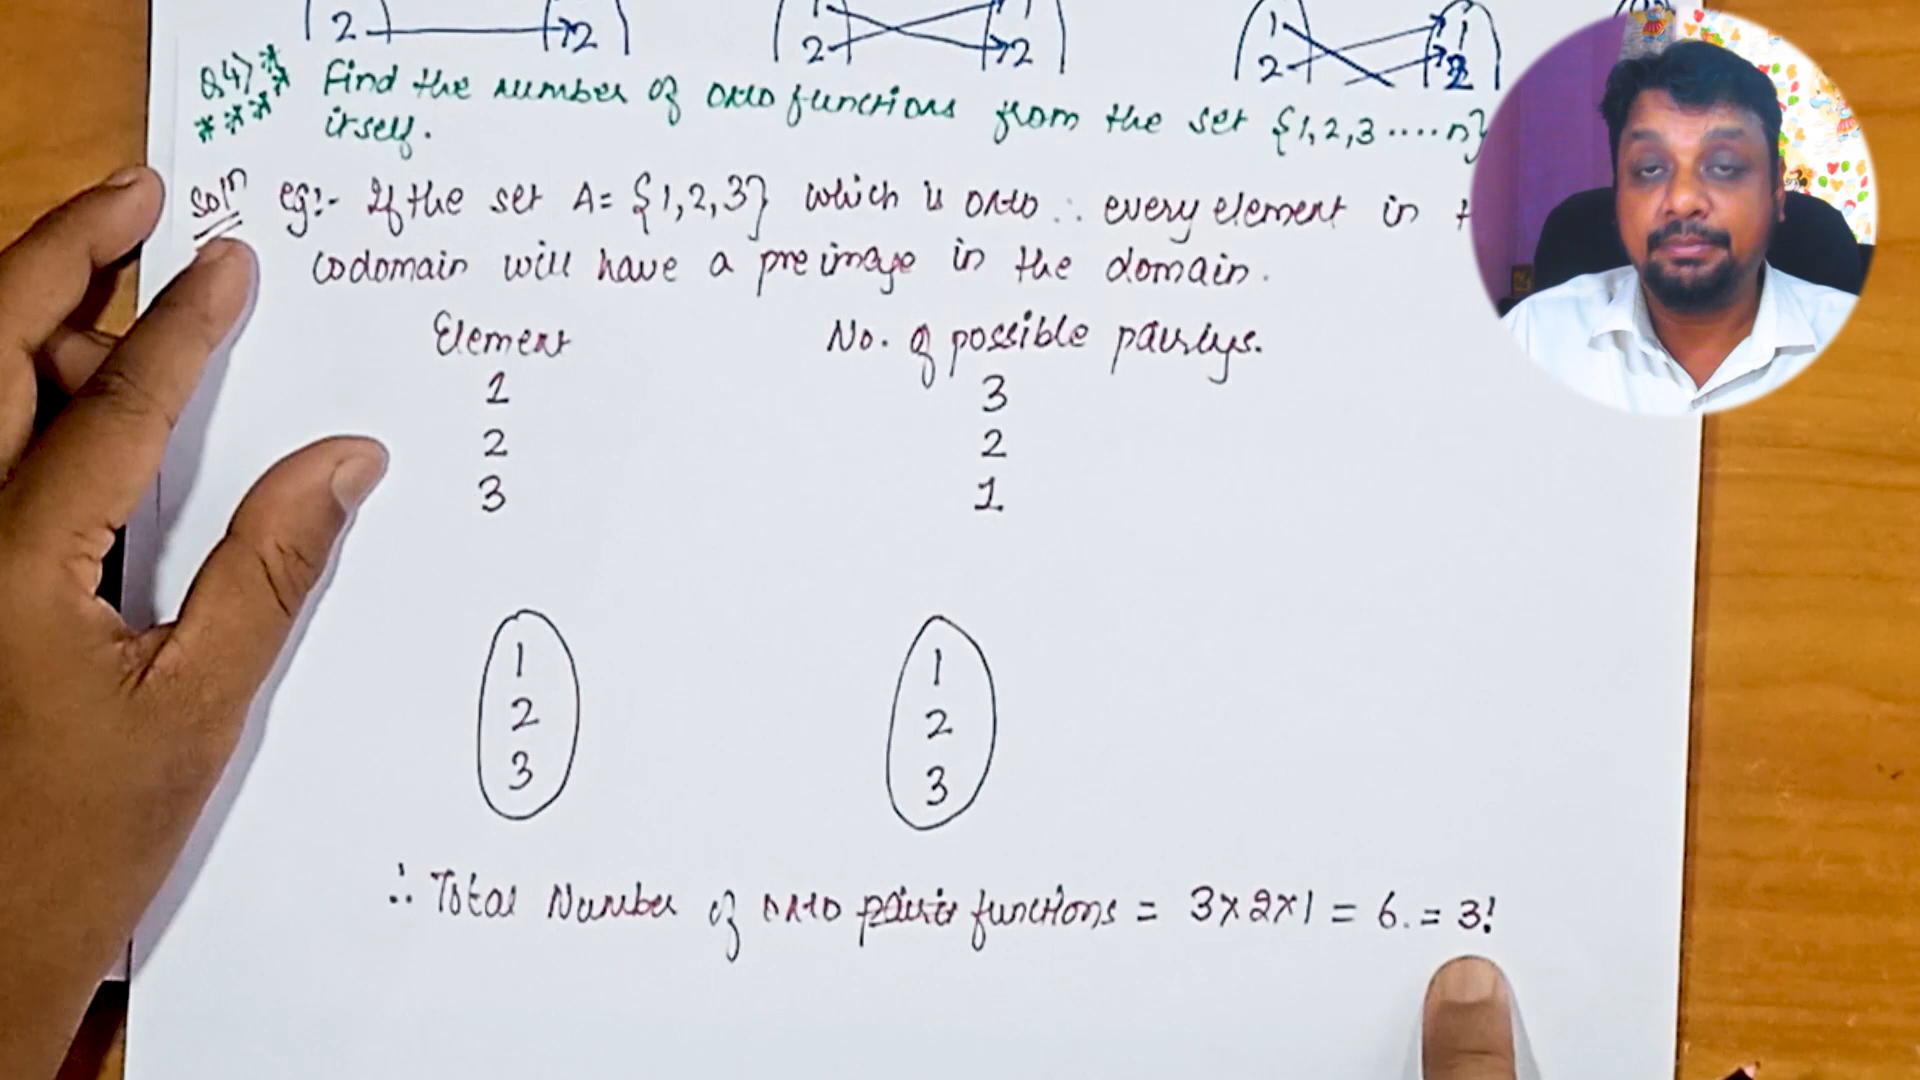 2 2 2 2 1 1
2 2
Q4) Find the number of onto functions from the set {1,2,3 .... n}
itself.
Soln eg:- If the set A = {1,2,3} which is onto ∴ every element in
codomain will have a pre image in the domain.
Element No. of possible pairings.
1 3
2 2
3 1
1 1
2 2
3 3
∴ Total Number of onto functions = 3x2x1 = 6. = 3!